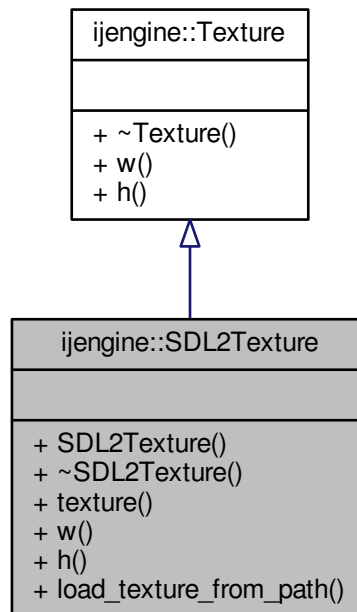 ijengine::Texture
+ ~Texture()
+ w()
+ h()
ijengine::SDL2Texture
+ SDL2Texture()
+ ~SDL2Texture()
+ texture()
+ w()
+ h()
+ load_texture_from_path()